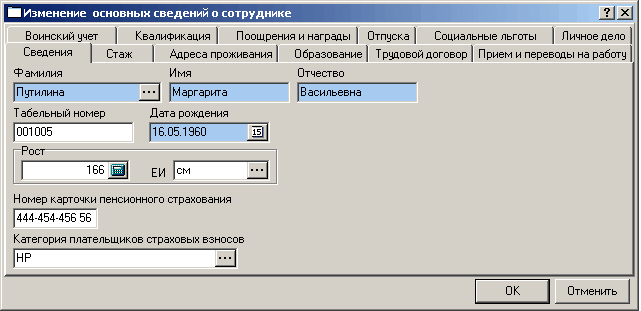 Изменение основных сведений о сотруднике
Воинский учет Квалификация Поощрения и награды Отпуска Социальные льготы Личное дело
Сведения Стаж Адреса проживания Образование Трудовой договор Прием и переводы на работу
Фамилия Имя Отчество
Путилина ... Маргарита Васильевна
Табельный номер Дата рождения
001005 16.05.1960 15
Рост
166 ЕИ см ...
Номер карточки пенсионного страхования
444-454-456 56
Категория плательщиков страховых взносов
НР ...
OK Отменить